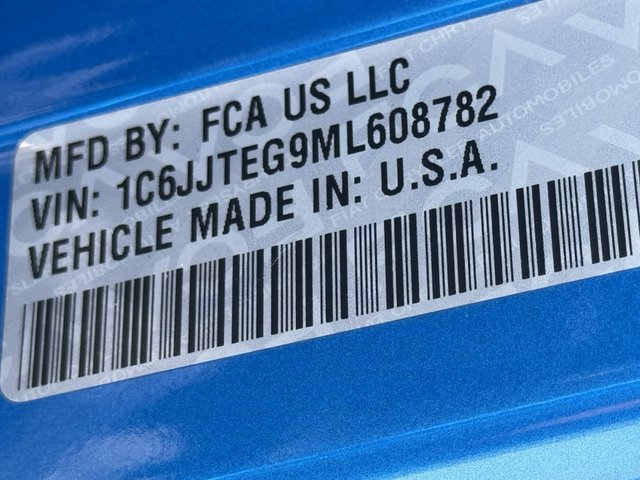 MFD BY: FCA US LLC
VIN: 1C6JJTEG9ML608782
VEHICLE MADE IN: U.S.A.